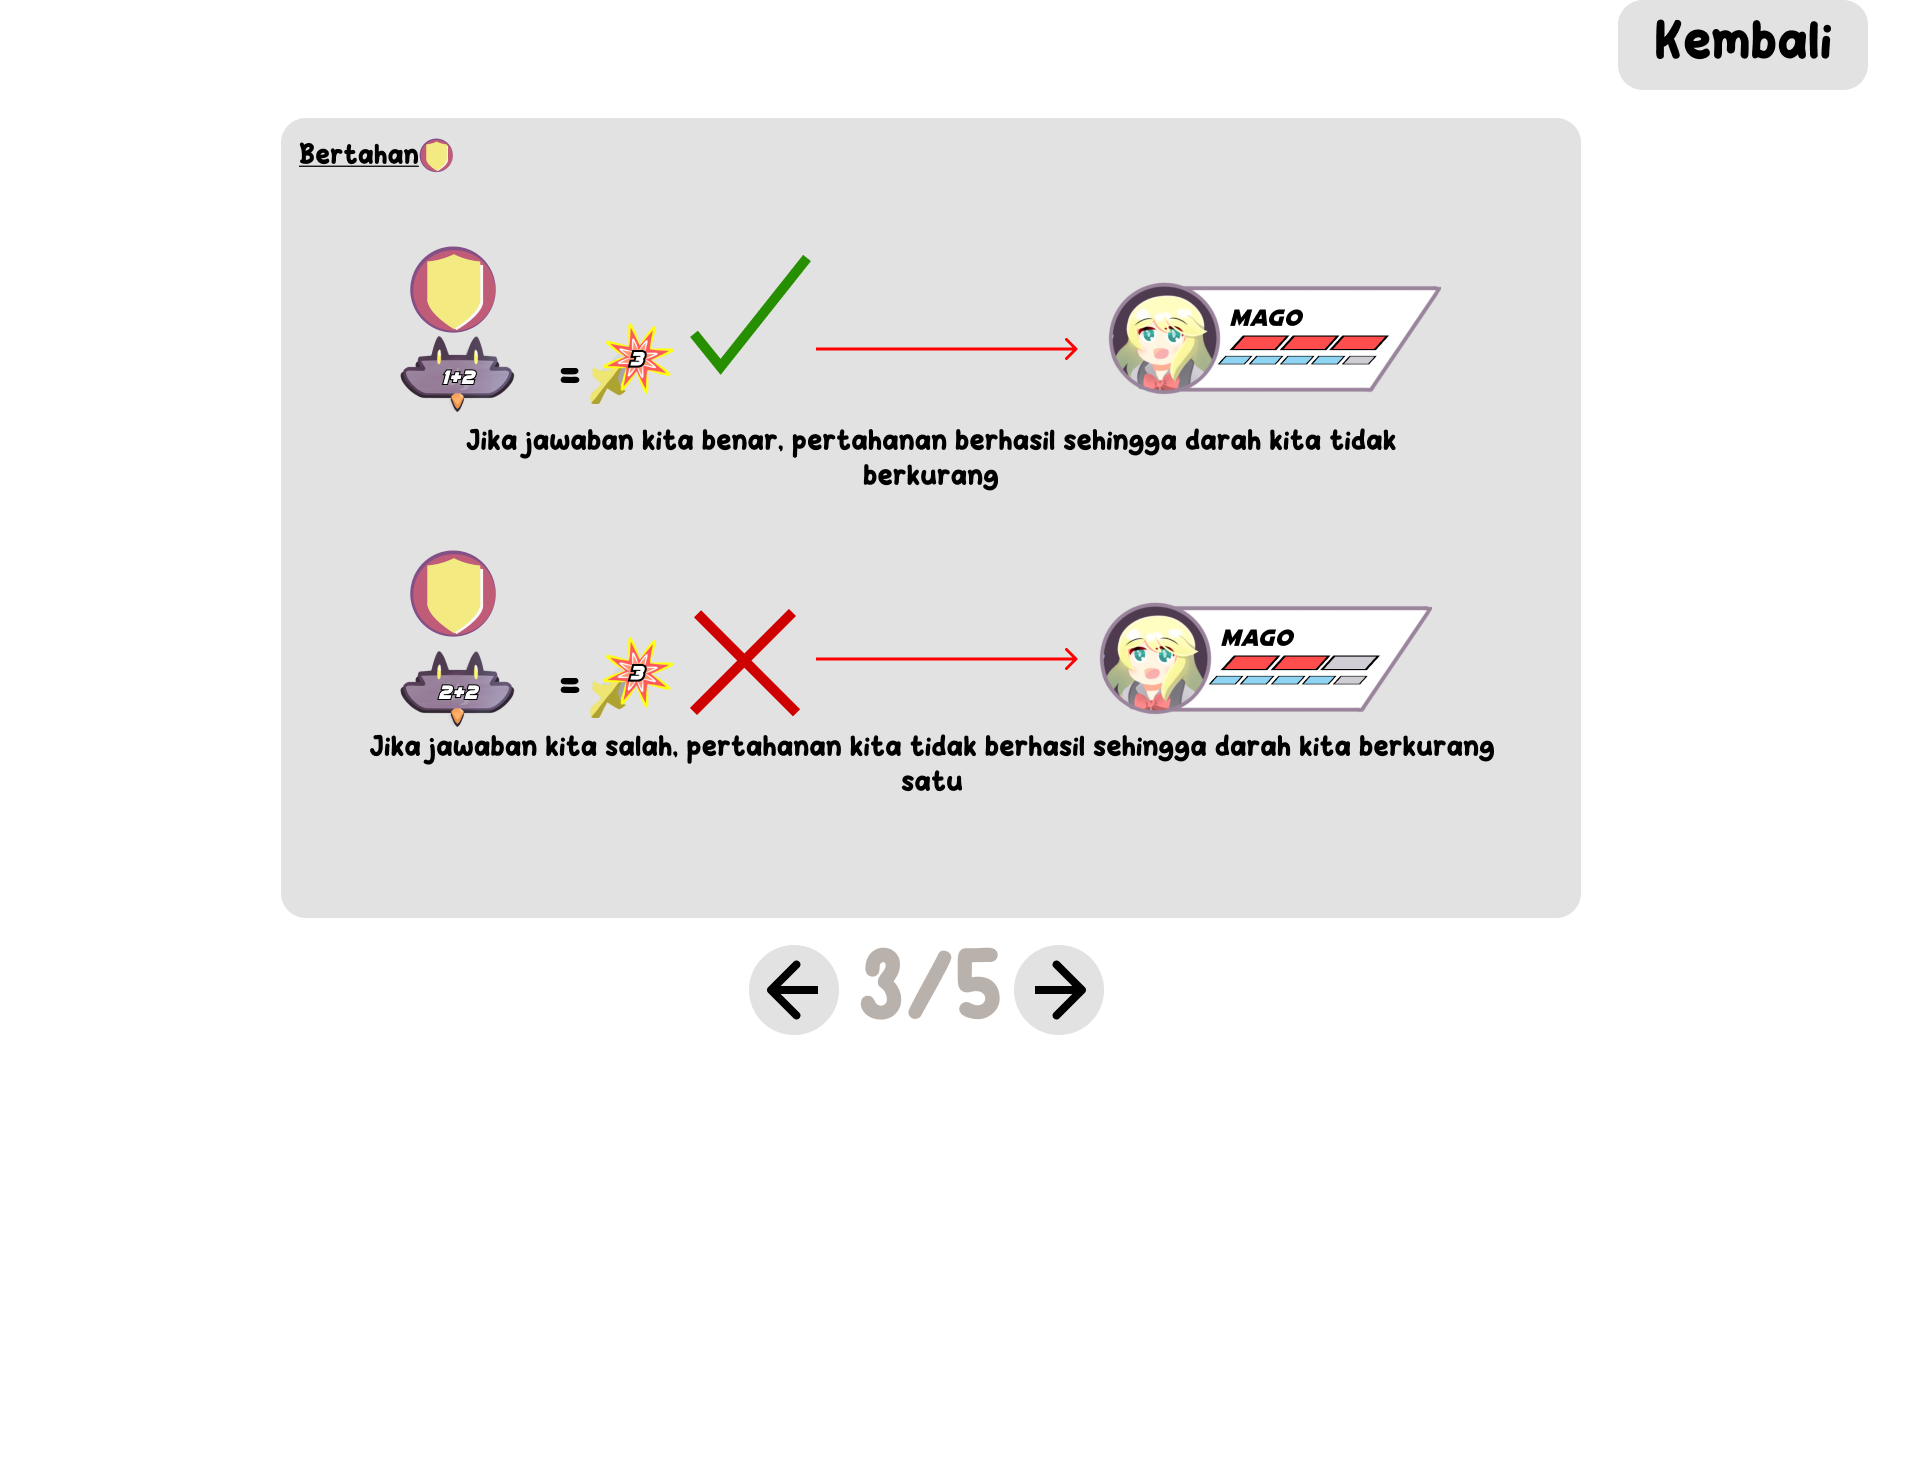 Kembali
Bertahan
1+2
=
3
MAGO
Jika jawaban kita benar, pertahanan berhasil sehingga darah kita tidak
berkurang
2+2
=
3
MAGO
Jika jawaban kita salah, pertahanan kita tidak berhasil sehingga darah kita berkurang
satu
3/5